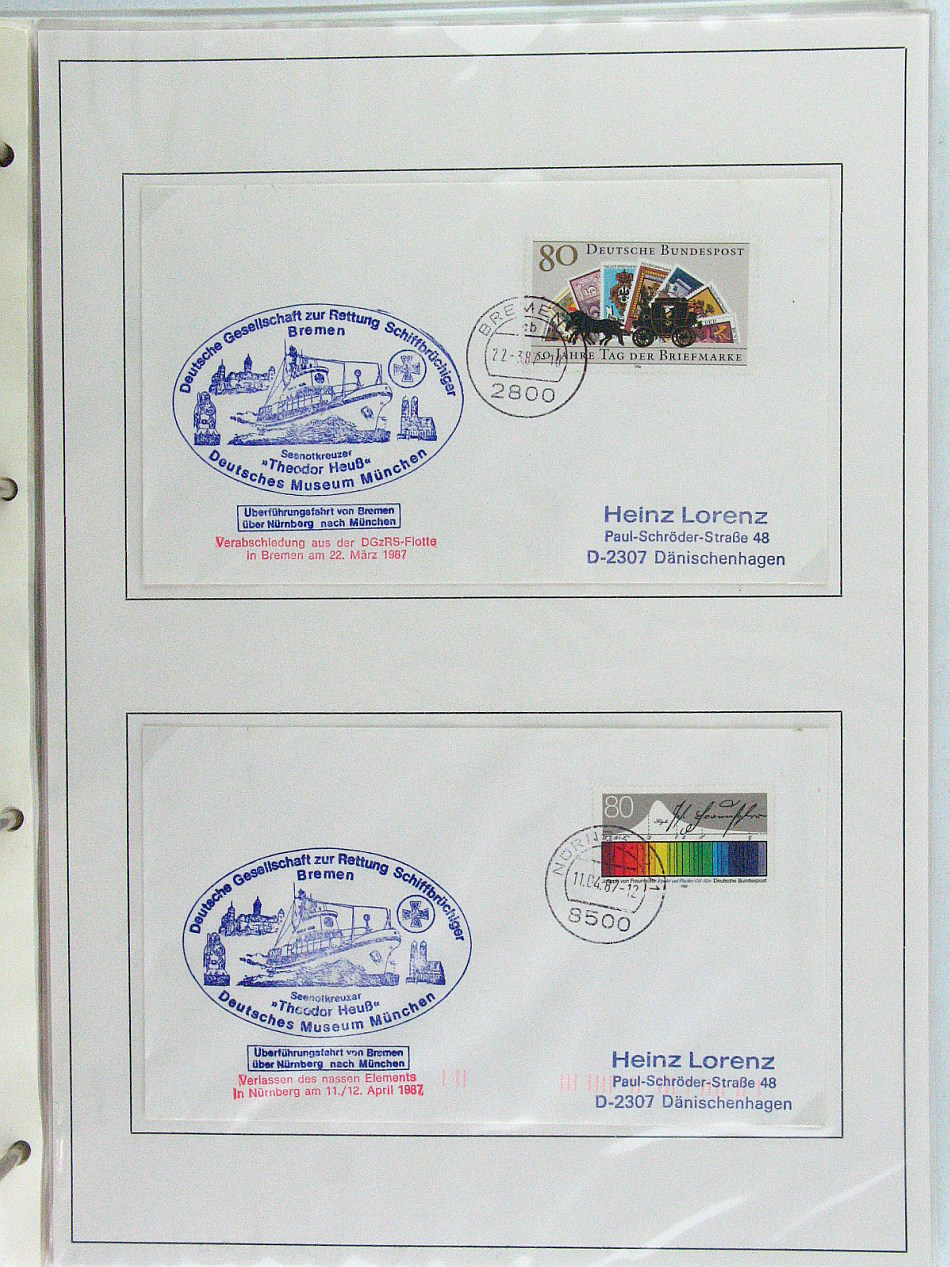 80 DEUTSCHE BUNDESPOST
50 JAHRE TAG DER BRIEFMARKE
BREMEN
cb
22.-3.87
2800
Deutsche Gesellschaft zur Rettung Schiffbrüchiger
Bremen
Seenotkreuzer
»Theodor Heuß«
Deutsches Museum München
Überführungsfahrt von Bremen
über Nürnberg nach München
Verabschiedung aus der DGzRS-Flotte
in Bremen am 22. März 1987
Heinz Lorenz
Paul-Schröder-Straße 48
D-2307 Dänischenhagen
80
Deutsche Bundespost
11.04.87-12
8500
Deutsche Gesellschaft zur Rettung Schiffbrüchiger
Bremen
Seenotkreuzer
»Theodor Heuß«
Deutsches Museum München
Überführungsfahrt von Bremen
über Nürnberg nach München
Verlassen des nassen Elements
in Nürnberg am 11./12. April 1987
Heinz Lorenz
Paul-Schröder-Straße 48
D-2307 Dänischenhagen